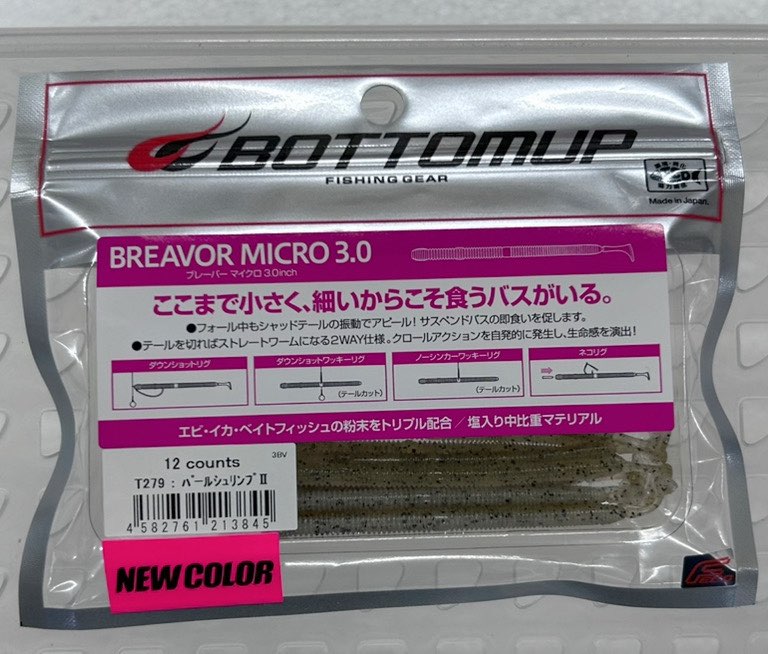 BOTTOMUP
FISHING GEAR
Made in Japan.
BREAVOR MICRO 3.0
ブレーバー マイクロ 3.0inch
ここまで小さく、細いからこそ食うバスがいる。
●フォール中もシャッドテールの振動でアピール！サスペンドバスの即食いを促します。
●テールを切ればストレートワームになる2WAY仕様。クロールアクションを自発的に発生し、生命感を演出！
ダウンショットリグ
ダウンショットワッキーリグ
ノーシンカーワッキーリグ
ネコリグ
(テールカット)
(テールカット)
エビ・イカ・ベイトフィッシュの粉末をトリプル配合／塩入り中比重マテリアル
12 counts
38V
T279 : パールシュリンプⅡ
4 582761 213845
NEW COLOR